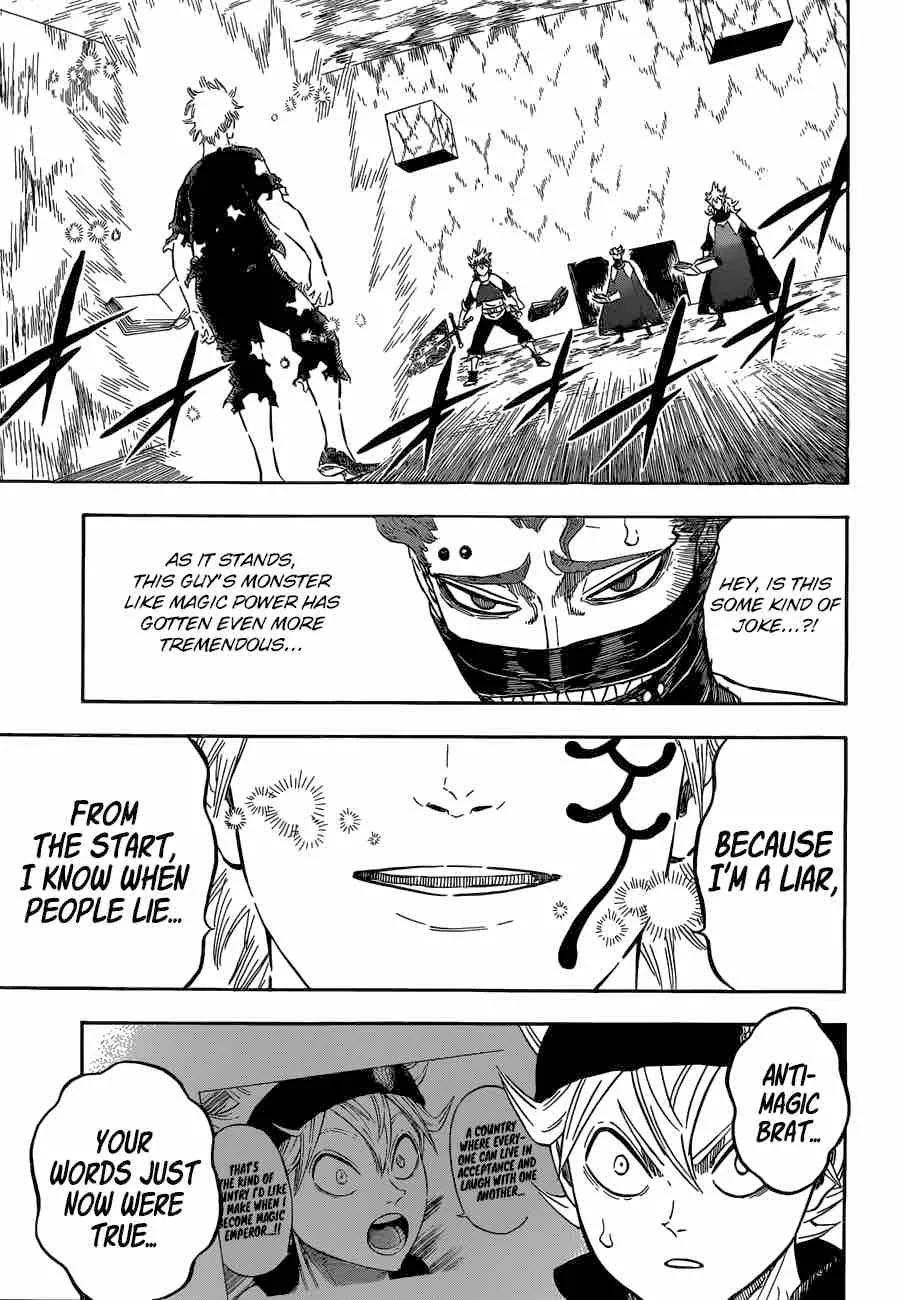 HEY, IS THIS
SOME KIND OF
JOKE...?!
AS IT STANDS,
THIS GUY'S MONSTER
LIKE MAGIC POWER HAS
GOTTEN EVEN MORE
TREMENDOUS...
BECAUSE
I'M A LIAR,
FROM
THE START,
I KNOW WHEN
PEOPLE LIE...
ANTI-
MAGIC
BRAT...
A COUNTRY
WHERE EVERY-
ONE CAN LIVE IN
ACCEPTANCE AND
LAUGH WITH ONE
ANOTHER...
THAT'S
THE KIND OF
I'D LIKE
MAKE WHEN I
BECOME MAGIC
EMPEROR...!!
YOUR
WORDS JUST
NOW WERE
TRUE...